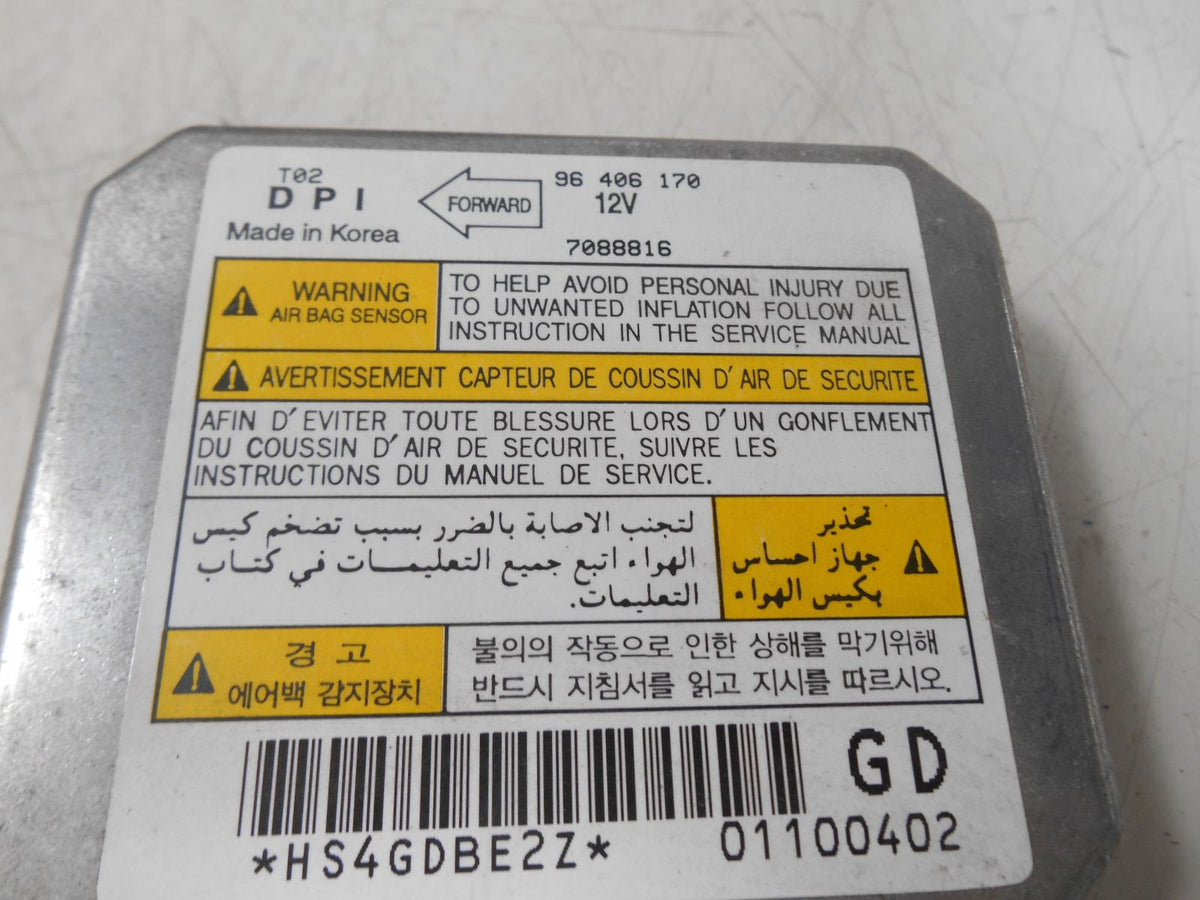 T02
DPI
Made in Korea
FORWARD
96 406 170
12V
7088816
WARNING
AIR BAG SENSOR
TO HELP AVOID PERSONAL INJURY DUE
TO UNWANTED INFLATION FOLLOW ALL
INSTRUCTION IN THE SERVICE MANUAL
AVERTISSEMENT CAPTEUR DE COUSSIN D'AIR DE SECURITE
AFIN D'EVITER TOUTE BLESSURE LORS D'UN GONFLEMENT
DU COUSSIN D'AIR DE SECURITE, SUIVRE LES
INSTRUCTIONS DU MANUEL DE SERVICE.
تحذير
جهاز احساس
بكيس الهواء
لتجنب الاصابة بالضرر بسبب تضخم كيس
الهواء اتبع جميع التعليمات في كتاب
التعليمات.
경 고
에어백 감지장치
불의의 작동으로 인한 상해를 막기위해
반드시 지침서를 읽고 지시를 따르시오.
GD
*HS4GDBE2Z*
01100402